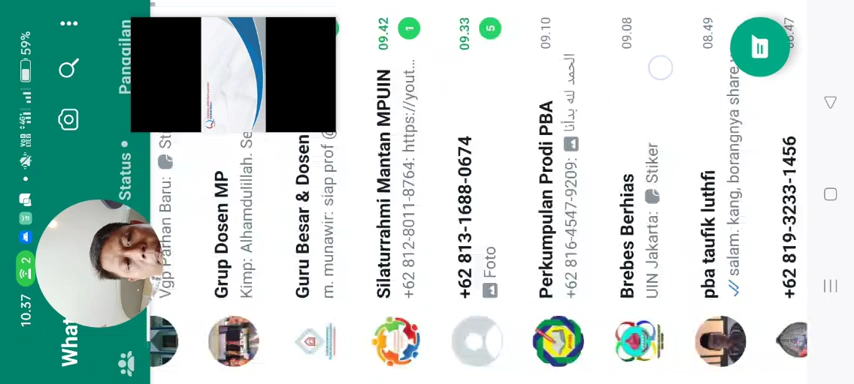 10.37
59%
What
Status
Panggilan
Vgp Paman Baru: St
Grup Dosen MP
Kimp: Alhamdulillah. Se
Guru Besar & Dosen
m. munawir: siap prof @
Silaturrahmi Mantan MPUIN
09.42
+62 812-8011-8764: https://yout...
1
+62 813-1688-0674
09.33
Foto
5
Perkumpulan Prodi PBA
09.10
+62 816-4547-9209: الحمد لله بدأنا
Brebes Berhias
09.08
UIN Jakarta: Stiker
pba taufik luthfi
08.49
salam. kang, borangnya share
+62 819-3233-1456
08.47